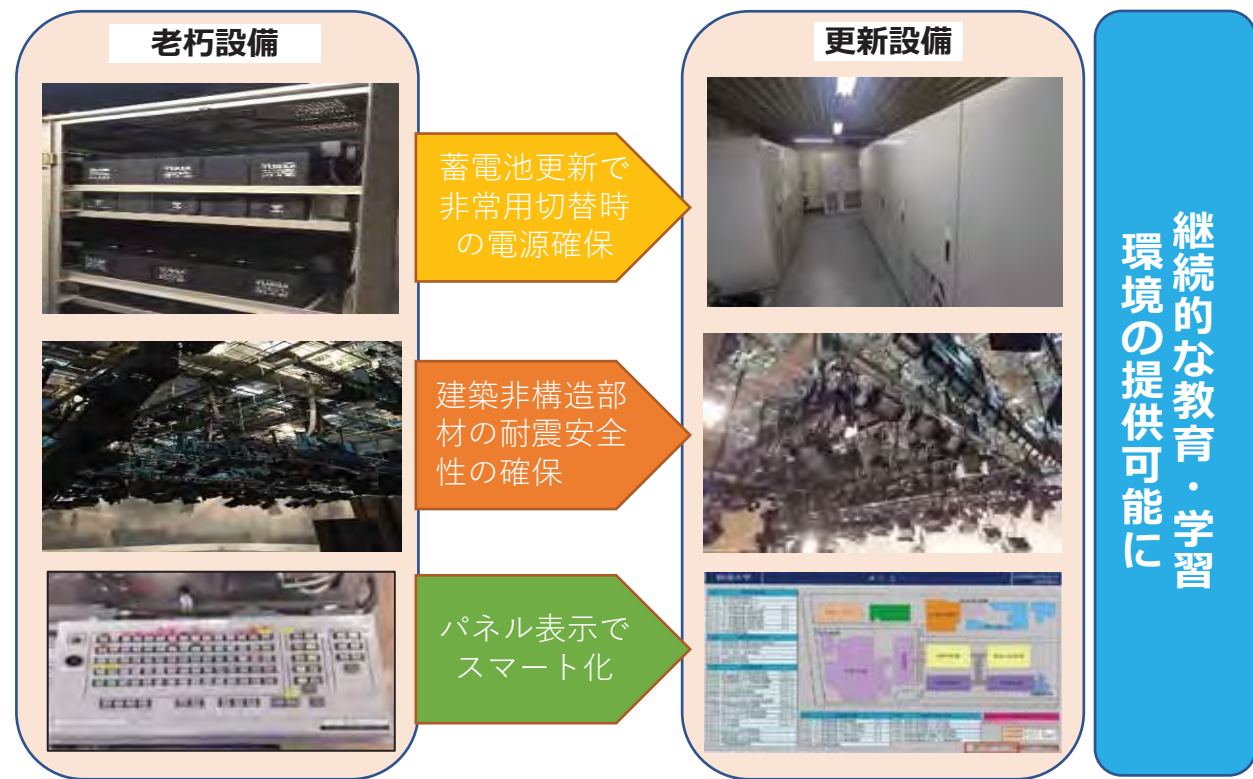 老朽設備
更新設備
蓄電池更新で
非常用切替時
の電源確保
建築非構造部
材の耐震安全
性の確保
パネル表示で
スマート化
継続的な教育・学習
環境の提供可能に